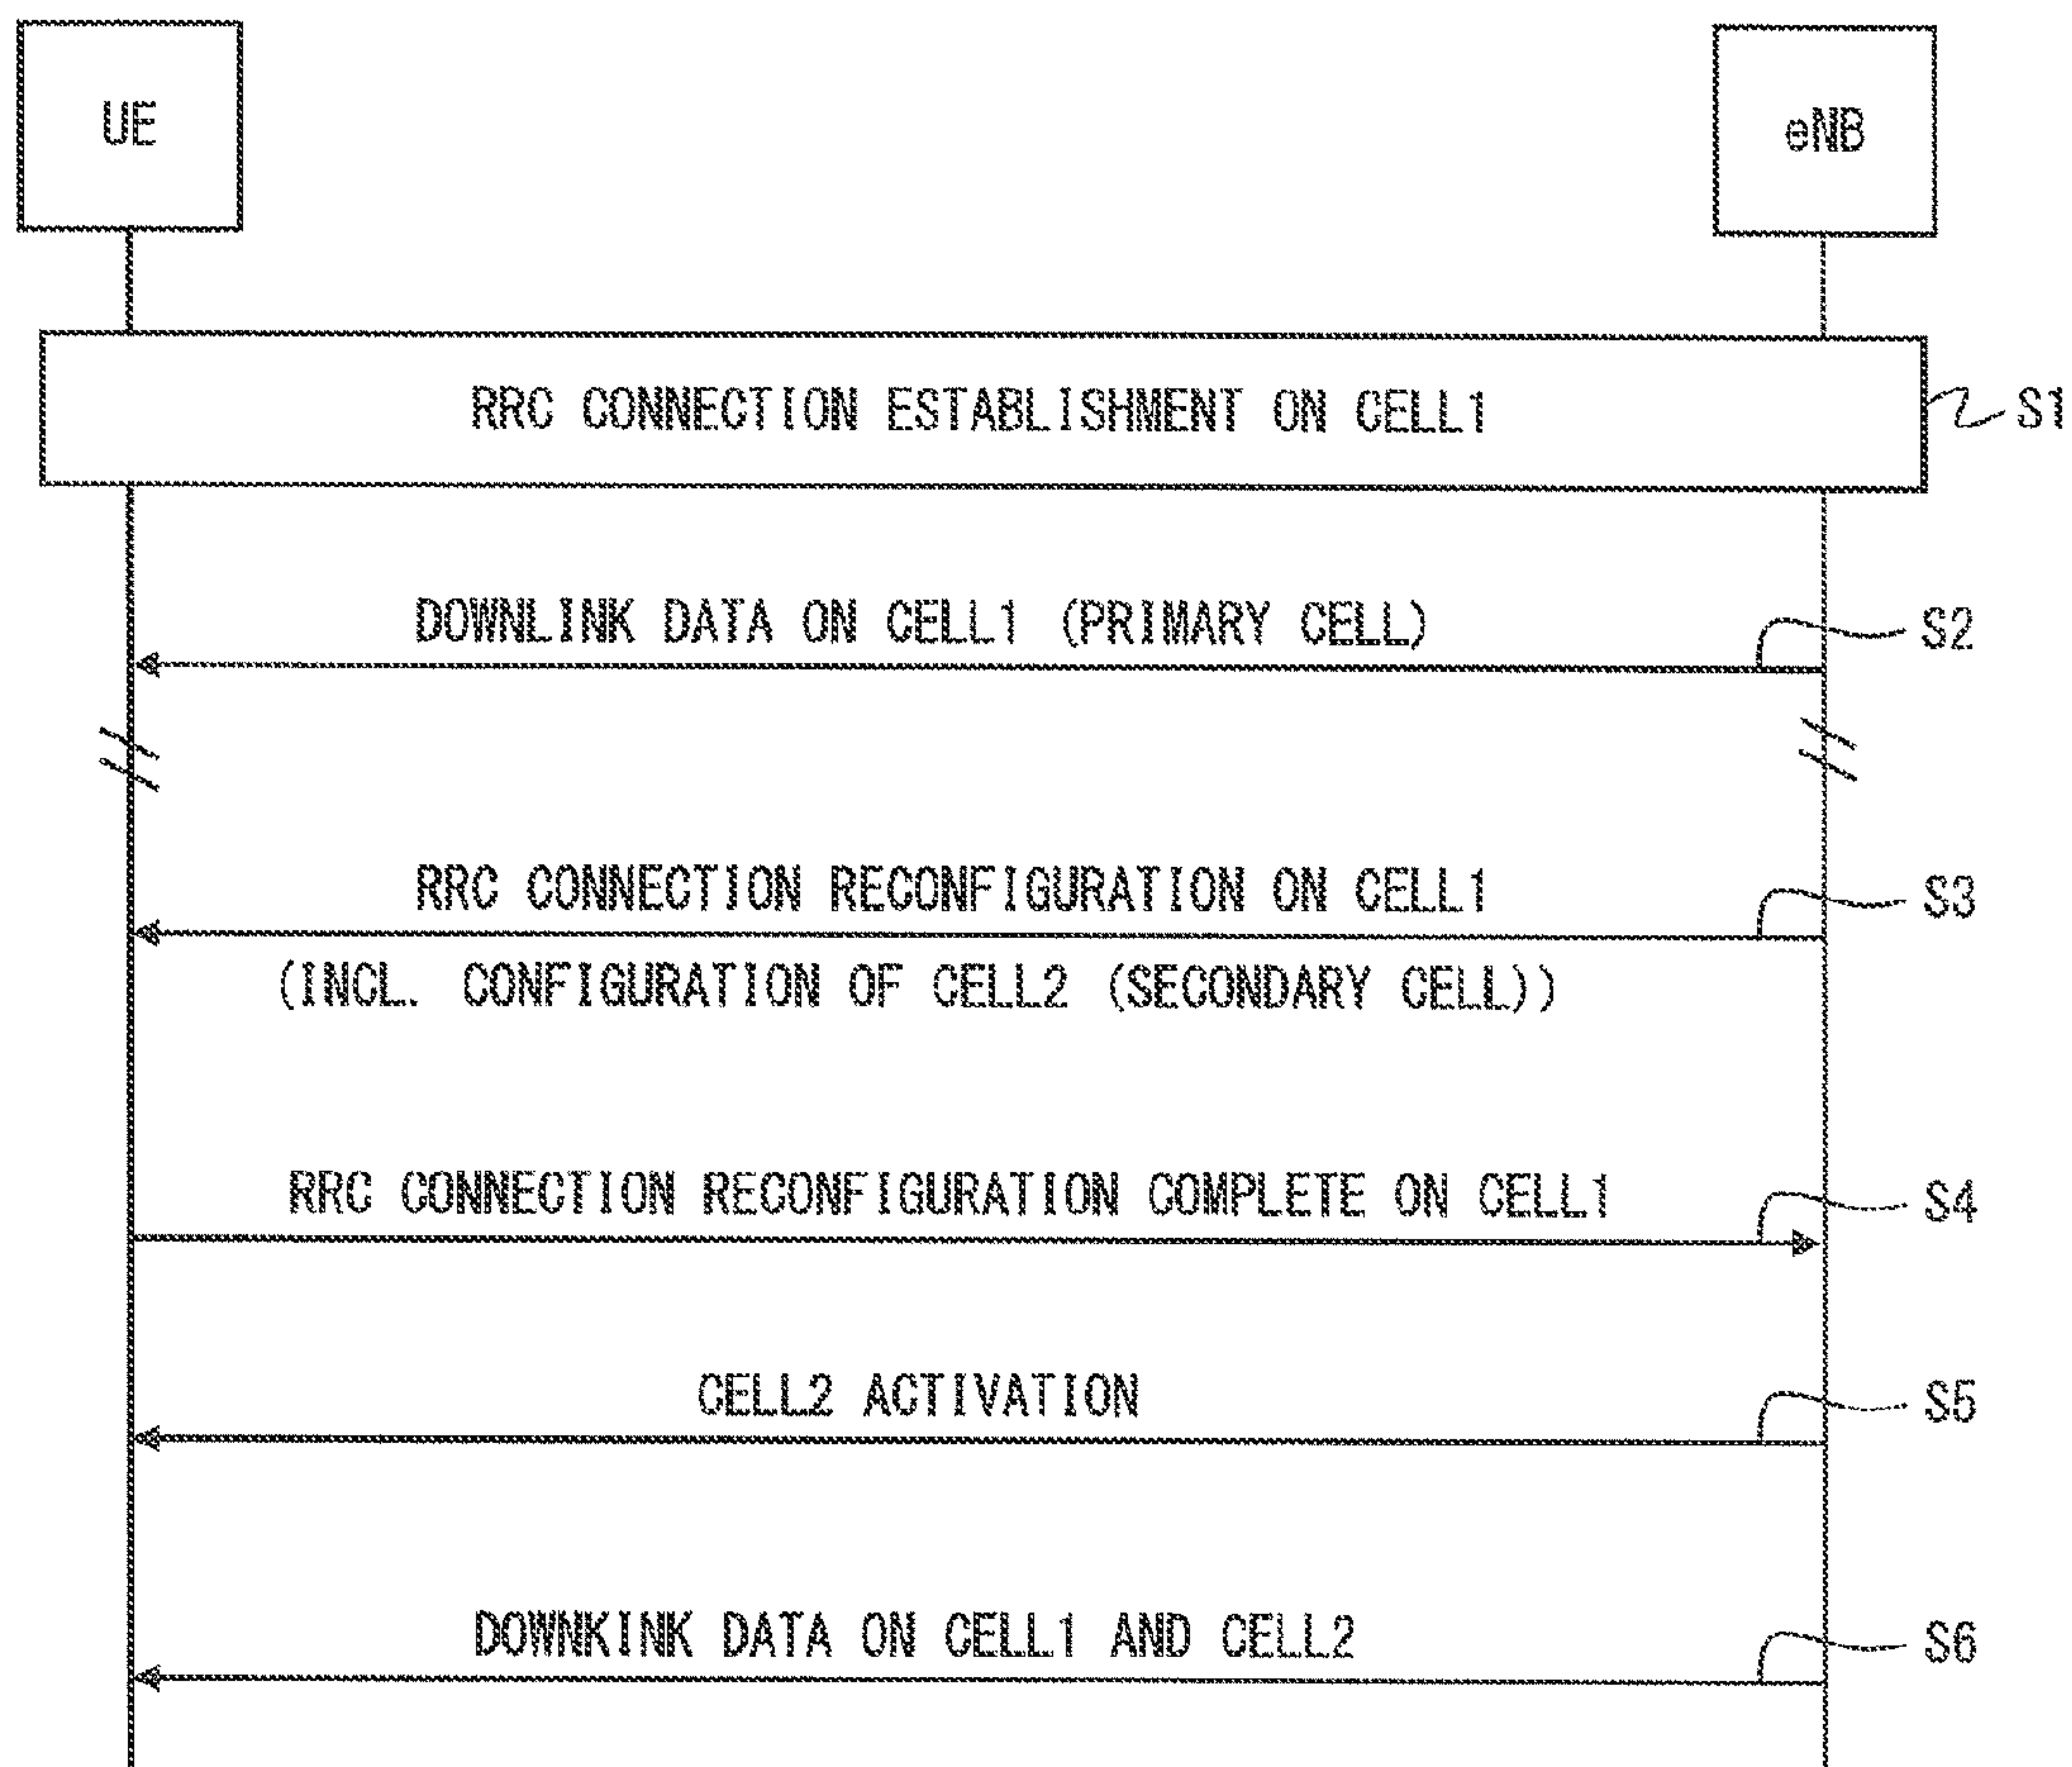 UE
eNB
RRC CONNECTION ESTABLISHMENT ON CELL1
S1
DOWNLINK DATA ON CELL1 (PRIMARY CELL)
S2
RRC CONNECTION RECONFIGURATION ON CELL1
S3
(INCL. CONFIGURATION OF CELL2 (SECONDARY CELL))
RRC CONNECTION RECONFIGURATION COMPLETE ON CELL1
S4
CELL2 ACTIVATION
S5
DOWNKINK DATA ON CELL1 AND CELL2
S6